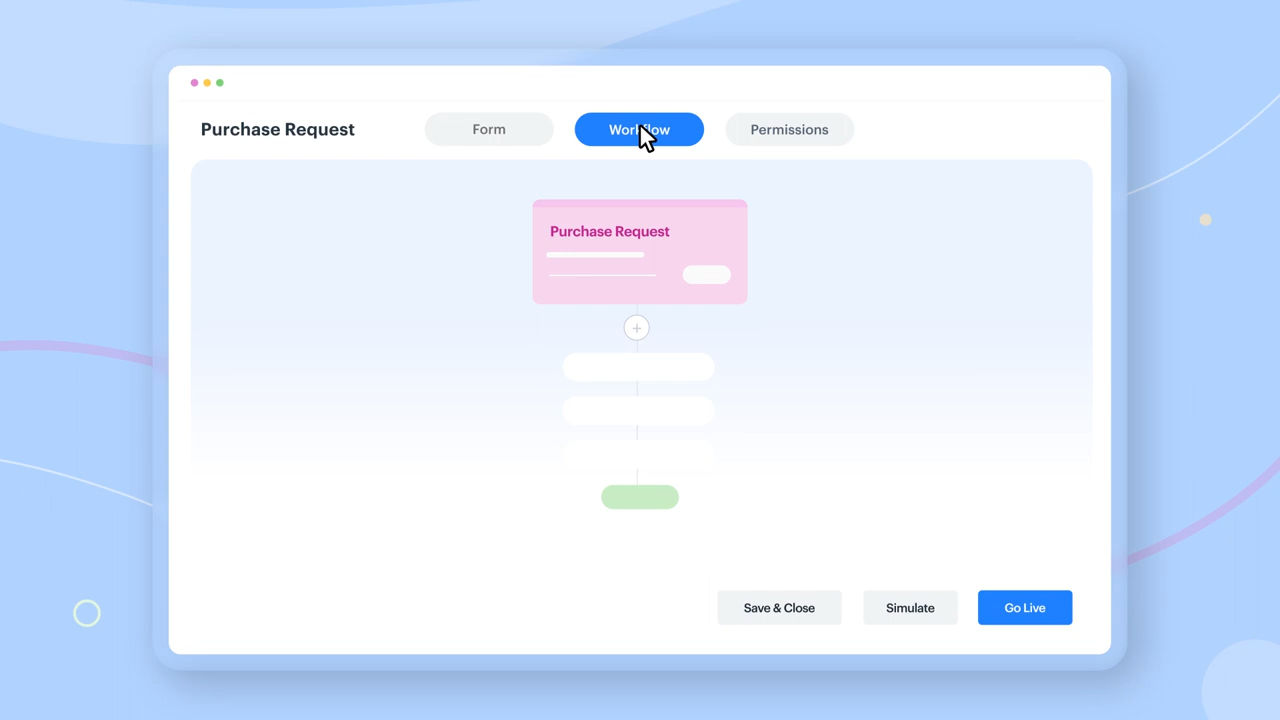 Purchase Request
Form
Workflow
Permissions
Purchase Request
Save & Close
Simulate
Go Live